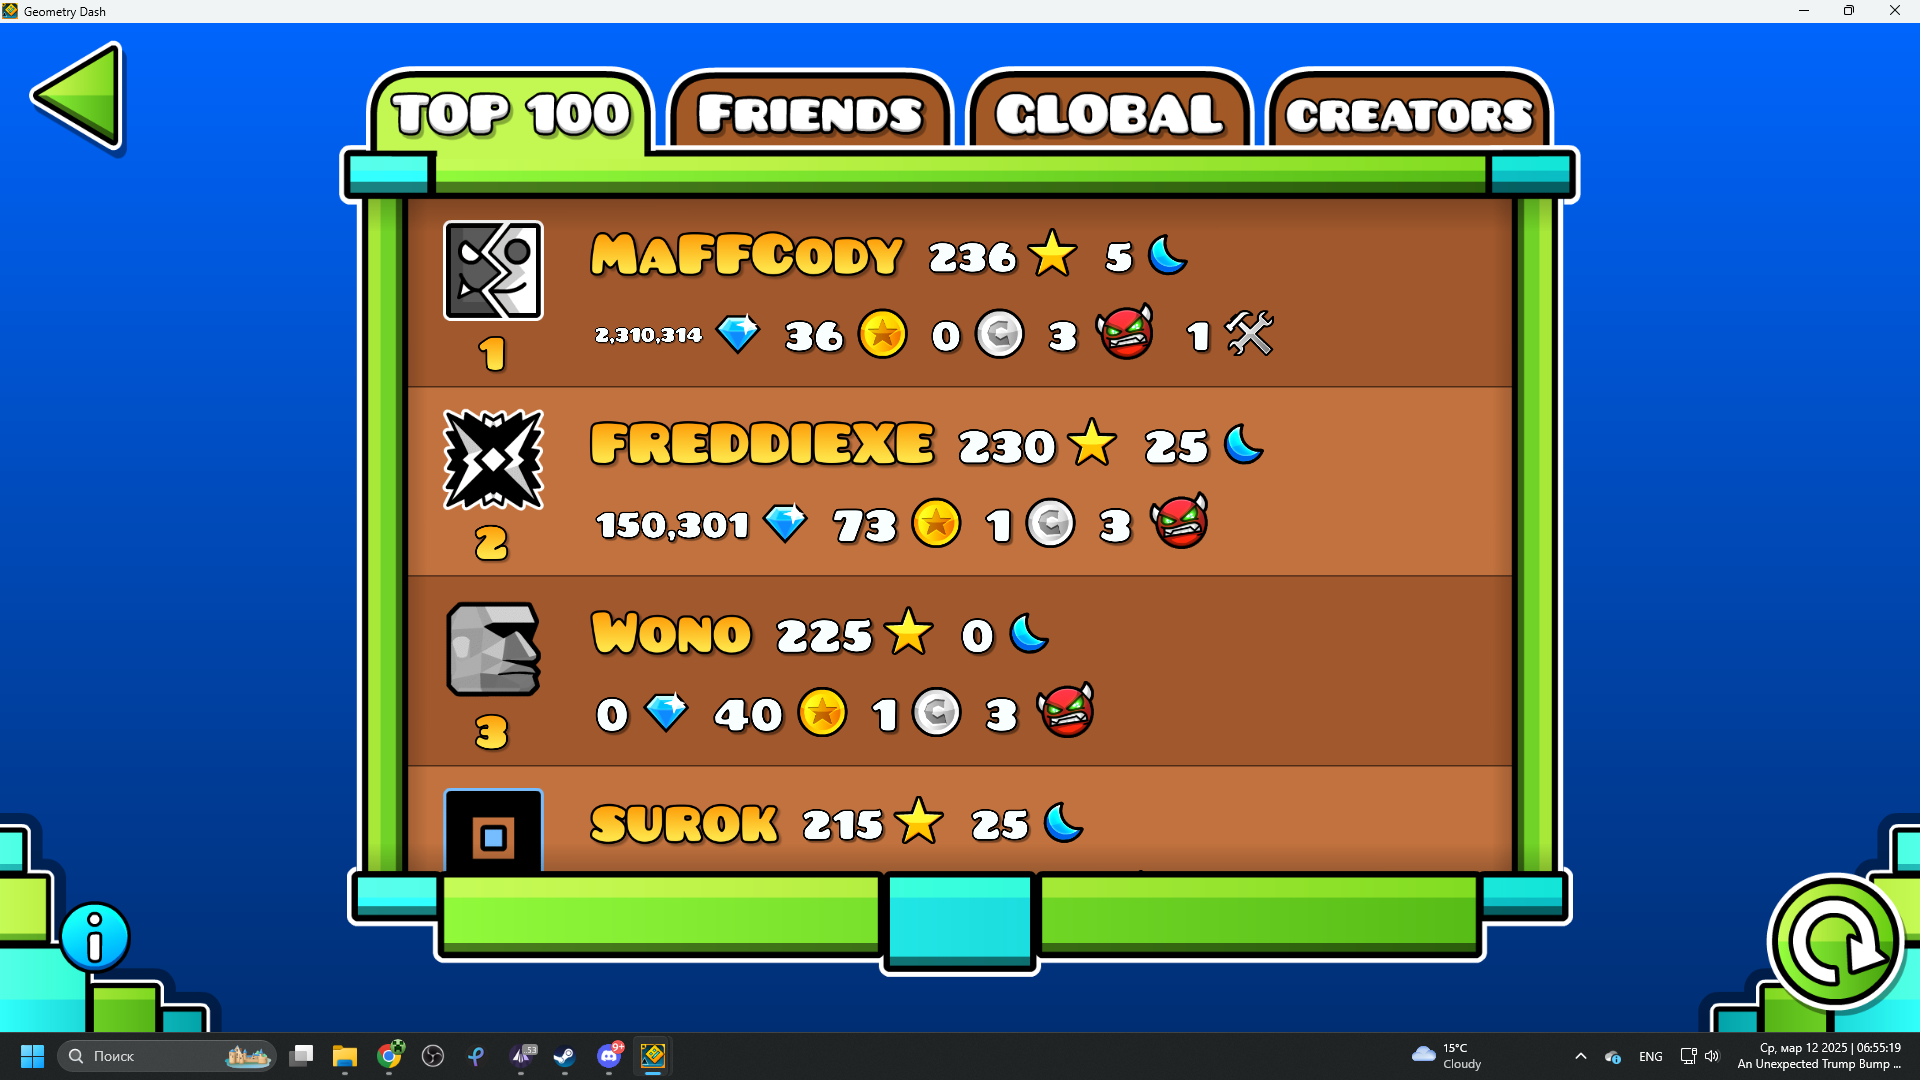 Geometry Dash
TOP 100
FRIENDS
GLOBAL
CREATORS
MaFFCody 236 5
2,310,314 36 0 3 1
1
FREDDIEXE 230 25
150,301 73 1 3
2
Wono 225 0
0 40 1 3
3
SUROK 215 25
Поиск
53
9+
15°C
Cloudy
ENG
Ср, мар 12 2025 | 06:55:19
An Unexpected Trump Bump ...